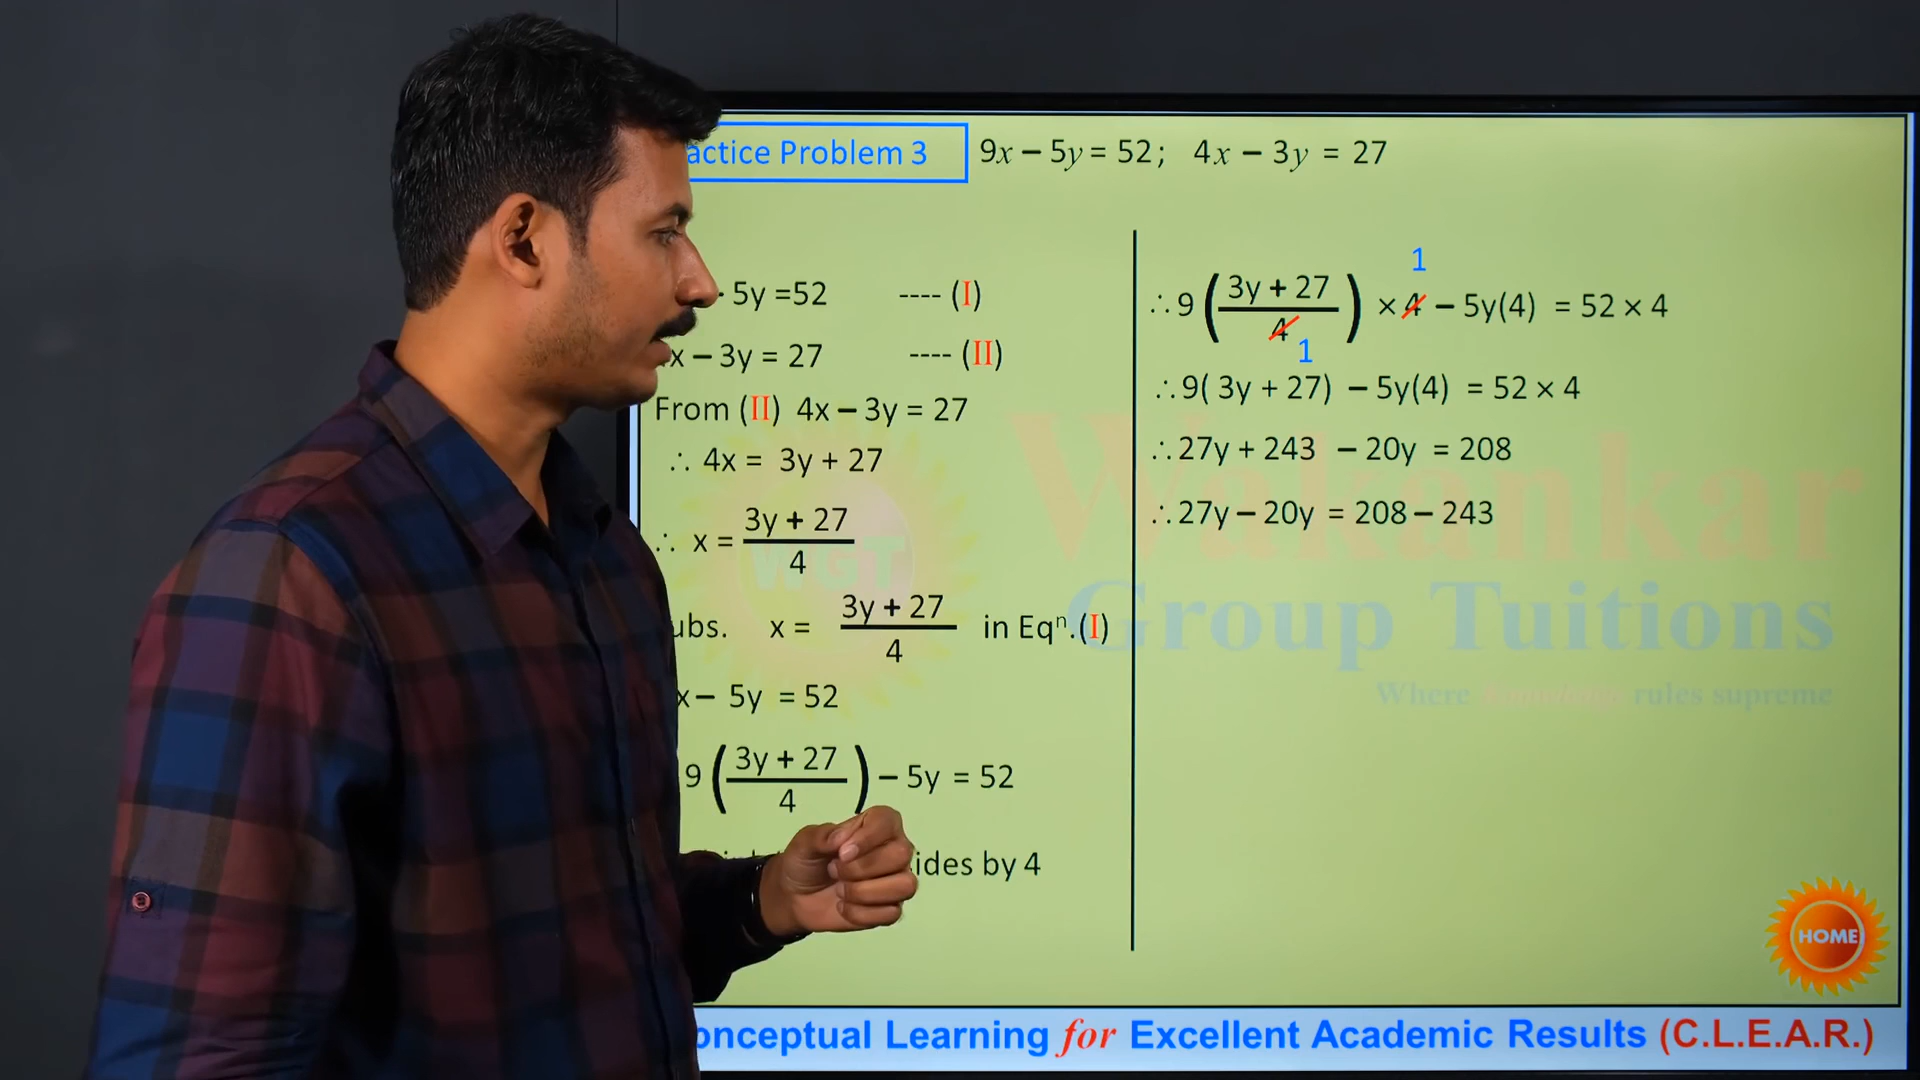 actice Problem 3 9x − 5y = 52; 4x − 3y = 27
5y =52 ---- (I)
x − 3y = 27 ---- (II)
From (II) 4x − 3y = 27
∴ 4x = 3y + 27
∴ x = 3y + 27 / 4
ubs. x = 3y + 27 / 4 in Eqⁿ.(I)
x − 5y = 52
9 ( 3y + 27 / 4 ) − 5y = 52
ides by 4
∴ 9 ( 3y + 27 / 4 1 ) × 4 1 − 5y(4) = 52 × 4
∴ 9( 3y + 27) − 5y(4) = 52 × 4
∴ 27y + 243 − 20y = 208
∴ 27y − 20y = 208 − 243
WGT
Wakankar
Group Tuitions
Where Knowledge rules supreme
HOME
onceptual Learning for Excellent Academic Results (C.L.E.A.R.)